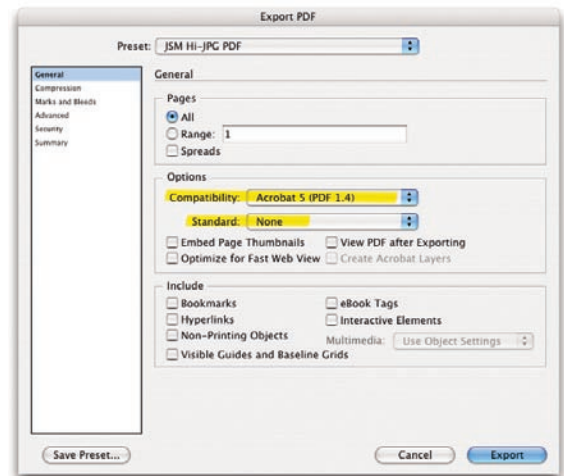 Export PDF
Preset: JSM Hi-JPG PDF
General
Compression
Marks and Bleeds
Advanced
Security
Summary
General
Pages
All
Range: 1
Spreads
Options
Compatibility: Acrobat 5 (PDF 1.4)
Standard: None
Embed Page Thumbnails View PDF after Exporting
Optimize for Fast Web View Create Acrobat Layers
Include
Bookmarks eBook Tags
Hyperlinks Interactive Elements
Non-Printing Objects Multimedia: Use Object Settings
Visible Guides and Baseline Grids
Save Preset... Cancel Export